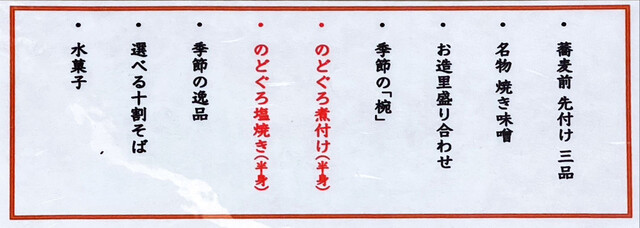 ・蕎麦前 先付け 三品
・名物 焼き味噌
・お造里盛り合わせ
・季節の「椀」
・のどぐろ煮付け(半身)
・のどぐろ塩焼き(半身)
・季節の逸品
・選べる十割そば
・水菓子